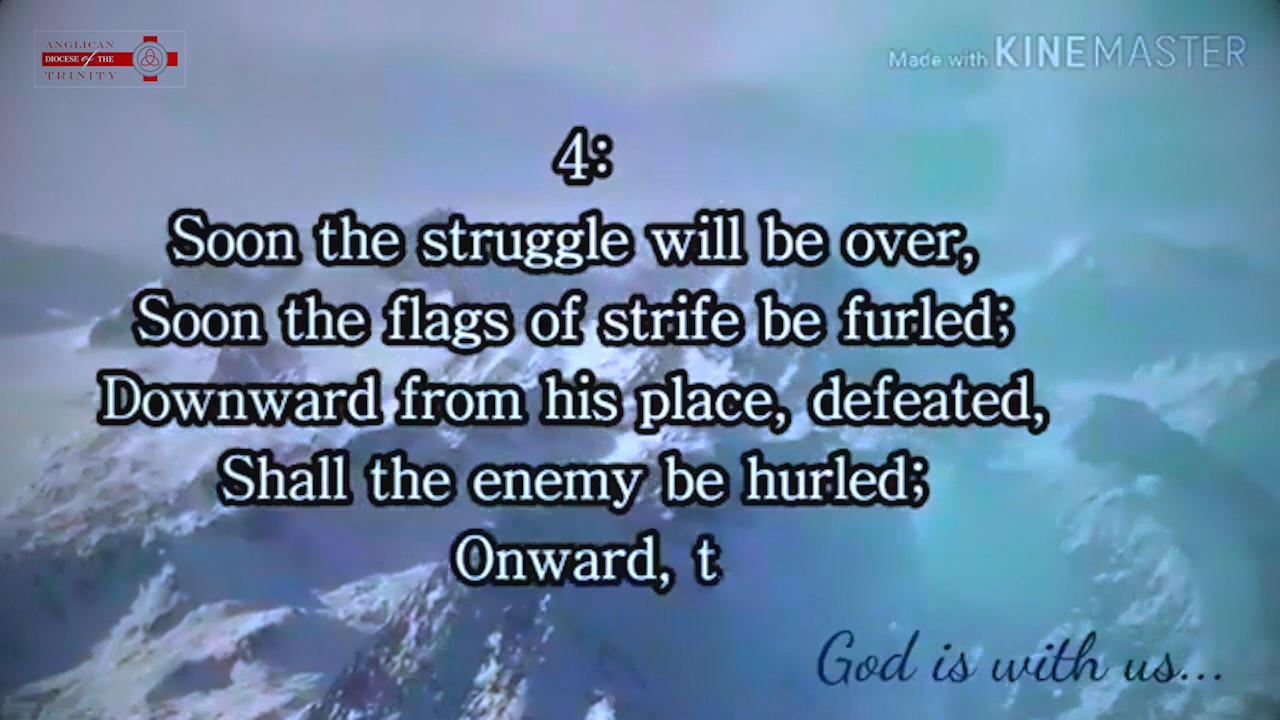 ANGLICAN
DIOCESE of THE
TRINITY
Made with KINEMASTER
4:
Soon the struggle will be over,
Soon the flags of strife be furled;
Downward from his place, defeated,
Shall the enemy be hurled;
Onward, t
God is with us...